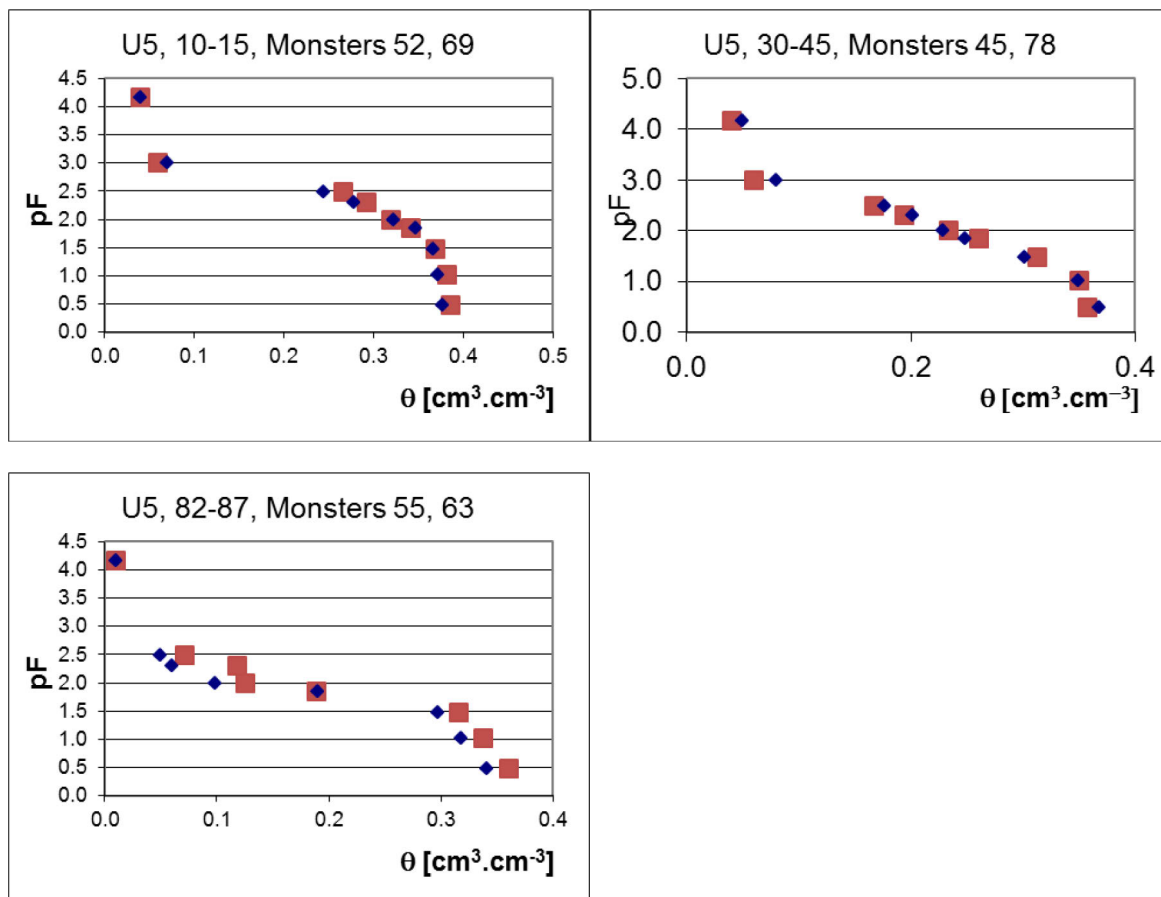 U5, 10-15, Monsters 52, 69
4.5
4.0
3.5
3.0
2.5
2.0
1.5
1.0
0.5
0.0
pF
0.0 0.1 0.2 0.3 0.4 0.5
θ [cm³.cm⁻³]
U5, 30-45, Monsters 45, 78
5.0
4.0
3.0
2.0
1.0
0.0
pF
0.0 0.2 0.4
θ [cm³.cm⁻³]
U5, 82-87, Monsters 55, 63
4.5
4.0
3.5
3.0
2.5
2.0
1.5
1.0
0.5
0.0
pF
0.0 0.1 0.2 0.3 0.4
θ [cm³.cm⁻³]